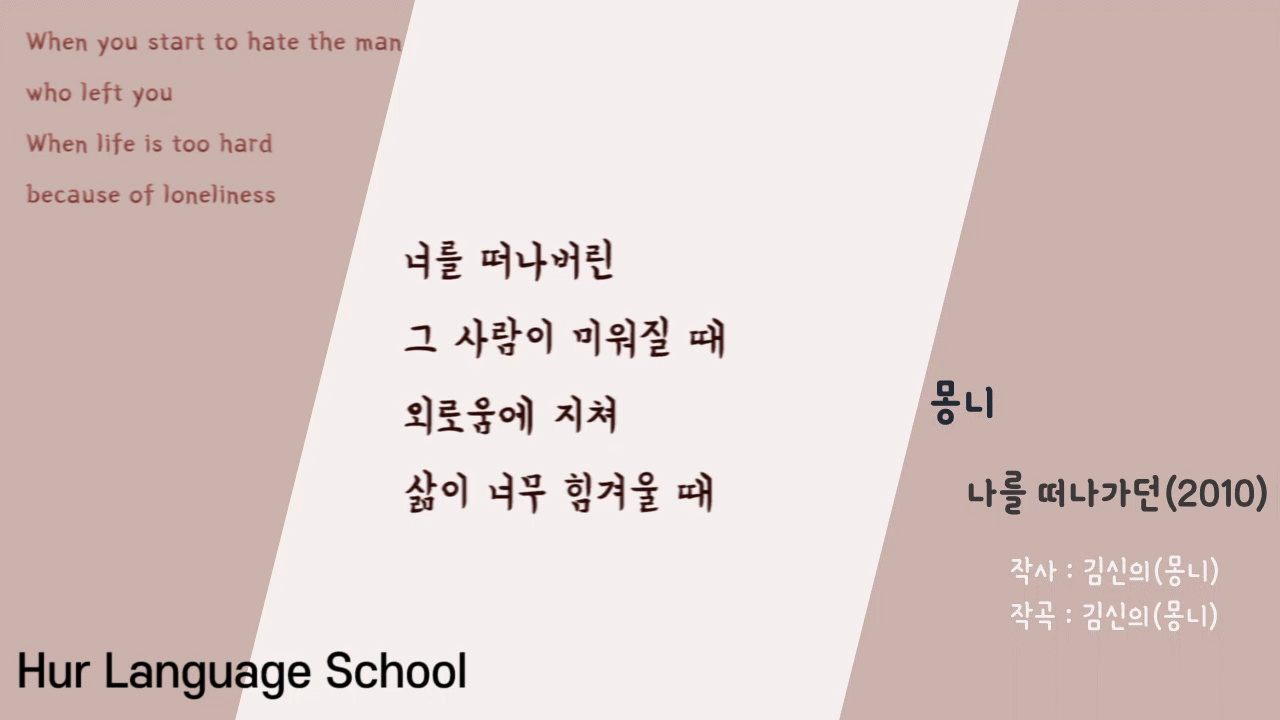 When you start to hate the man
who left you
When life is too hard
because of loneliness
너를 떠나버린
그 사람이 미워질 때
외로움에 지쳐
삶이 너무 힘겨울 때
몽니
나를 떠나가던(2010)
작사 : 김신의(몽니)
작곡 : 김신의(몽니)
Hur Language School